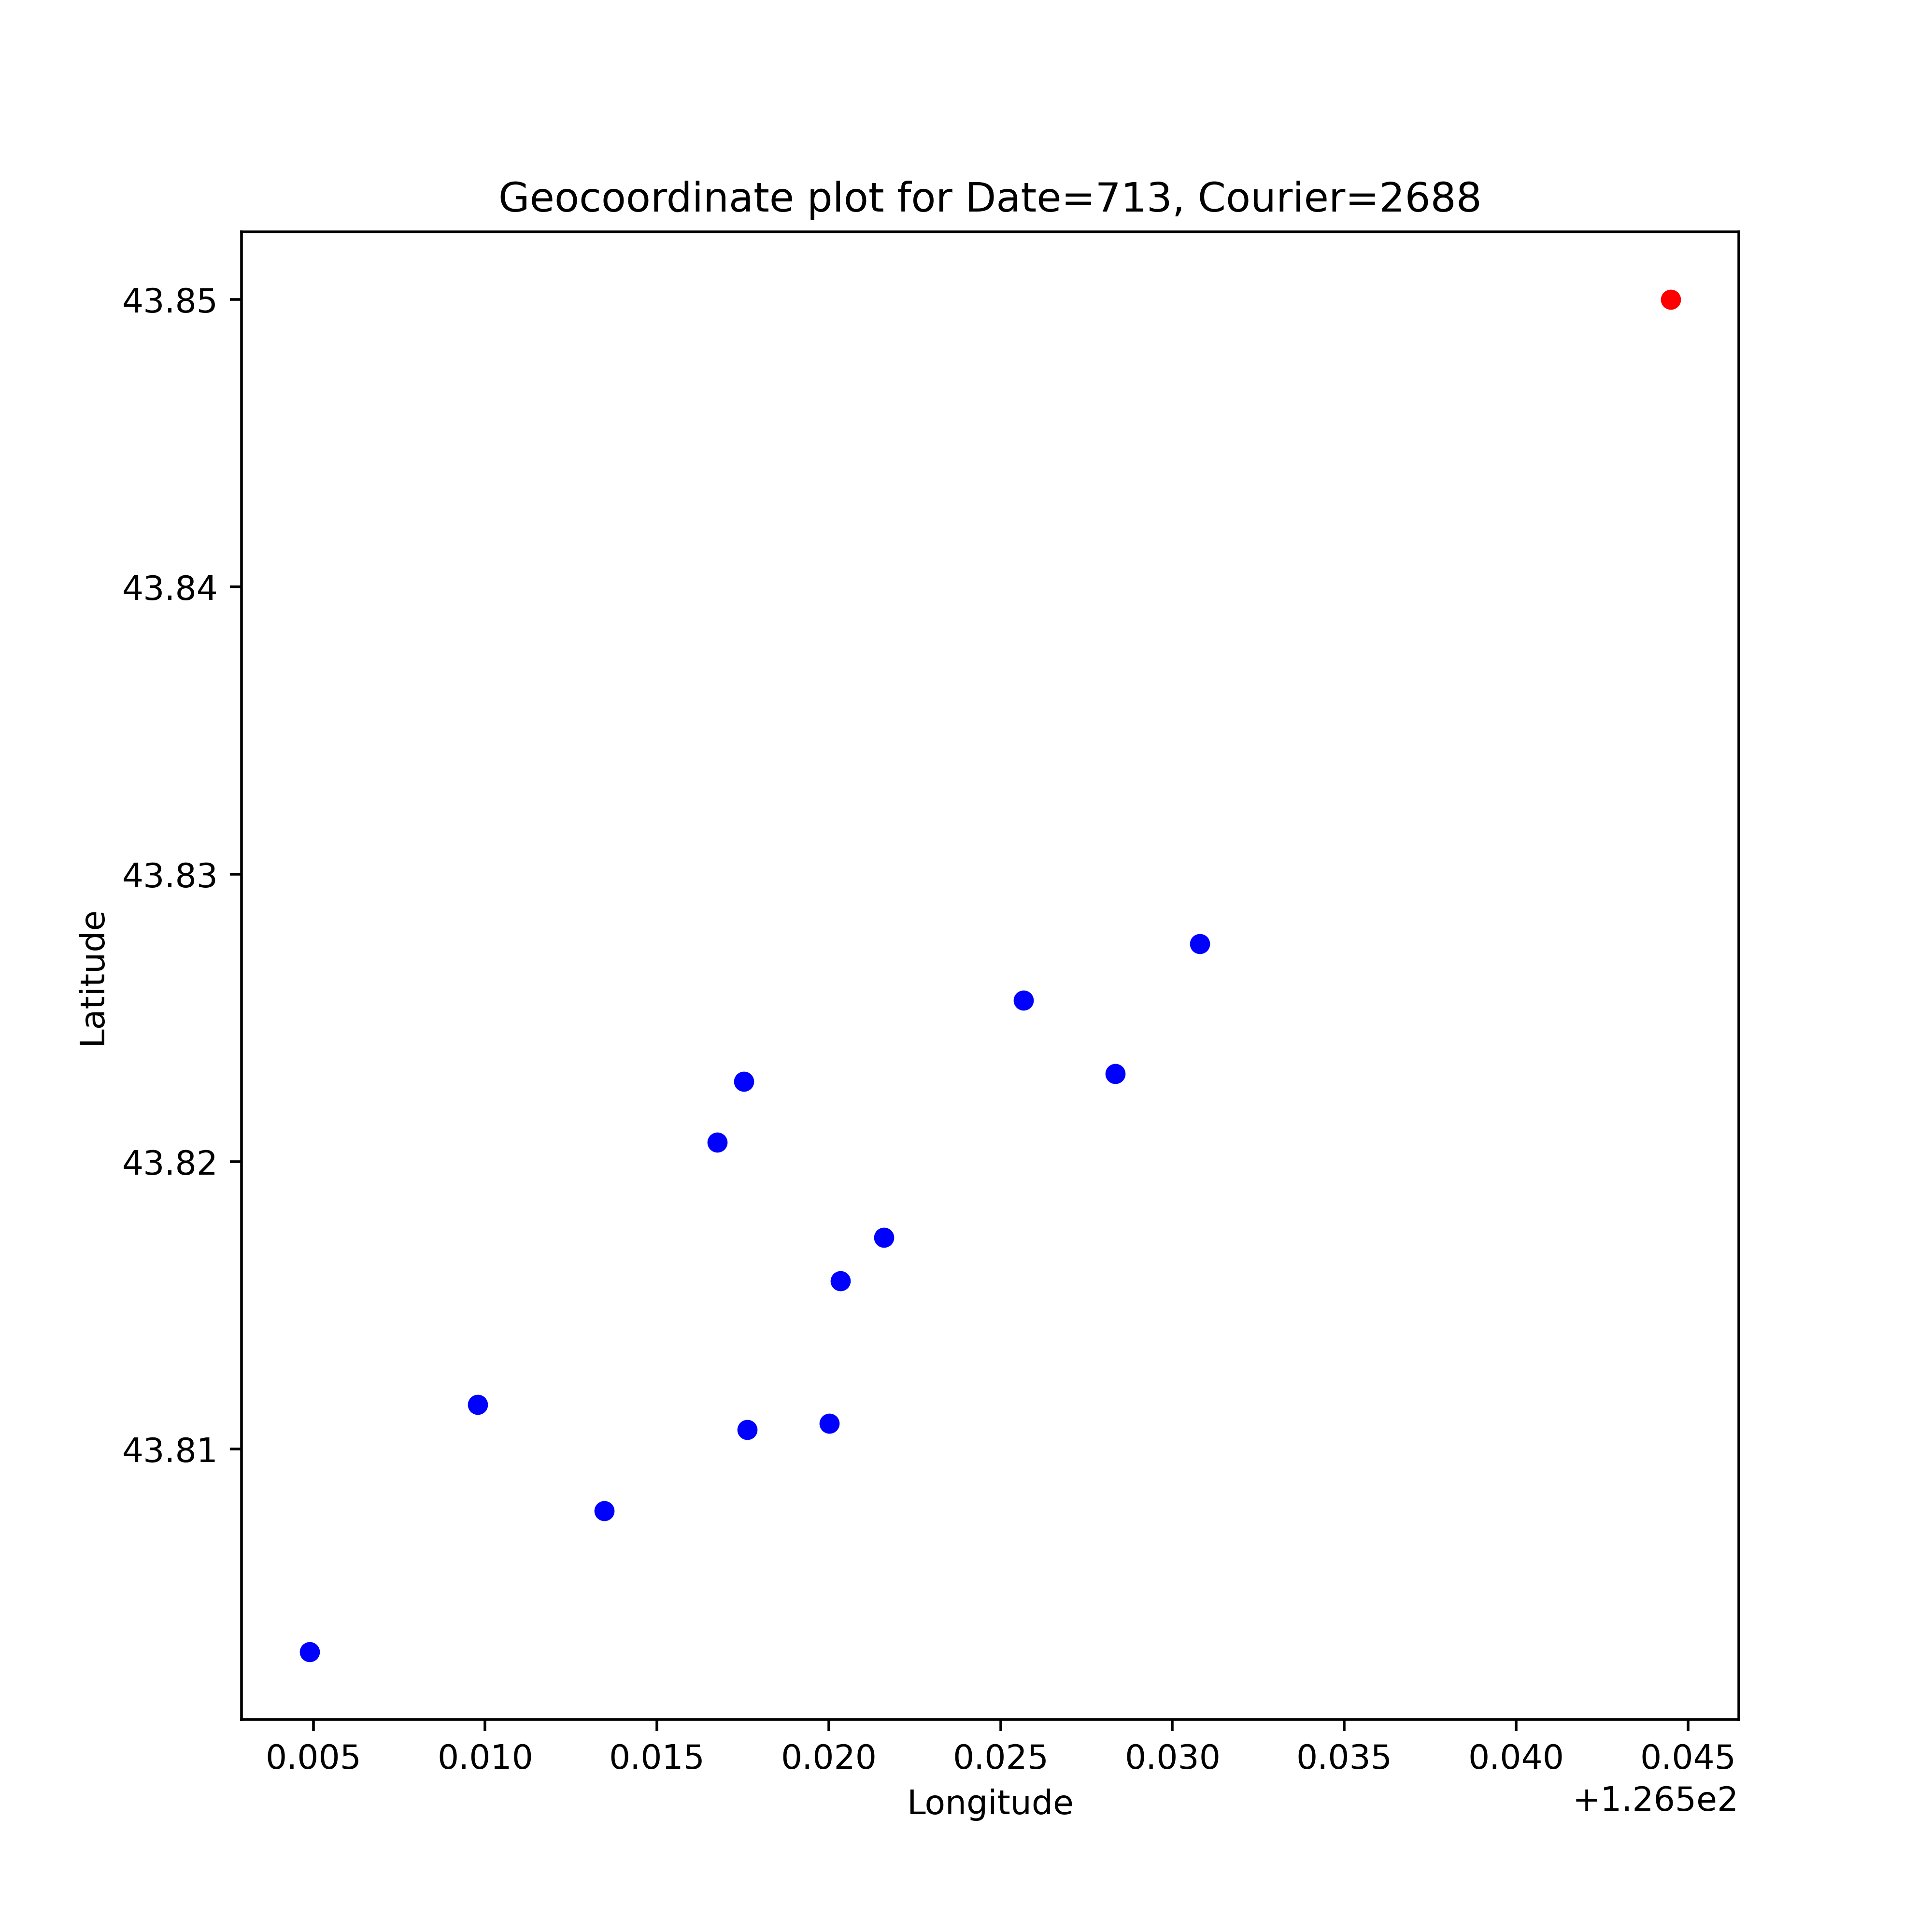 Geocoordinate plot for Date=713, Courier=2688
43.85
43.84
43.83
43.82
43.81
Latitude
0.005 0.010 0.015 0.020 0.025 0.030 0.035 0.040 0.045
+1.265e2
Longitude